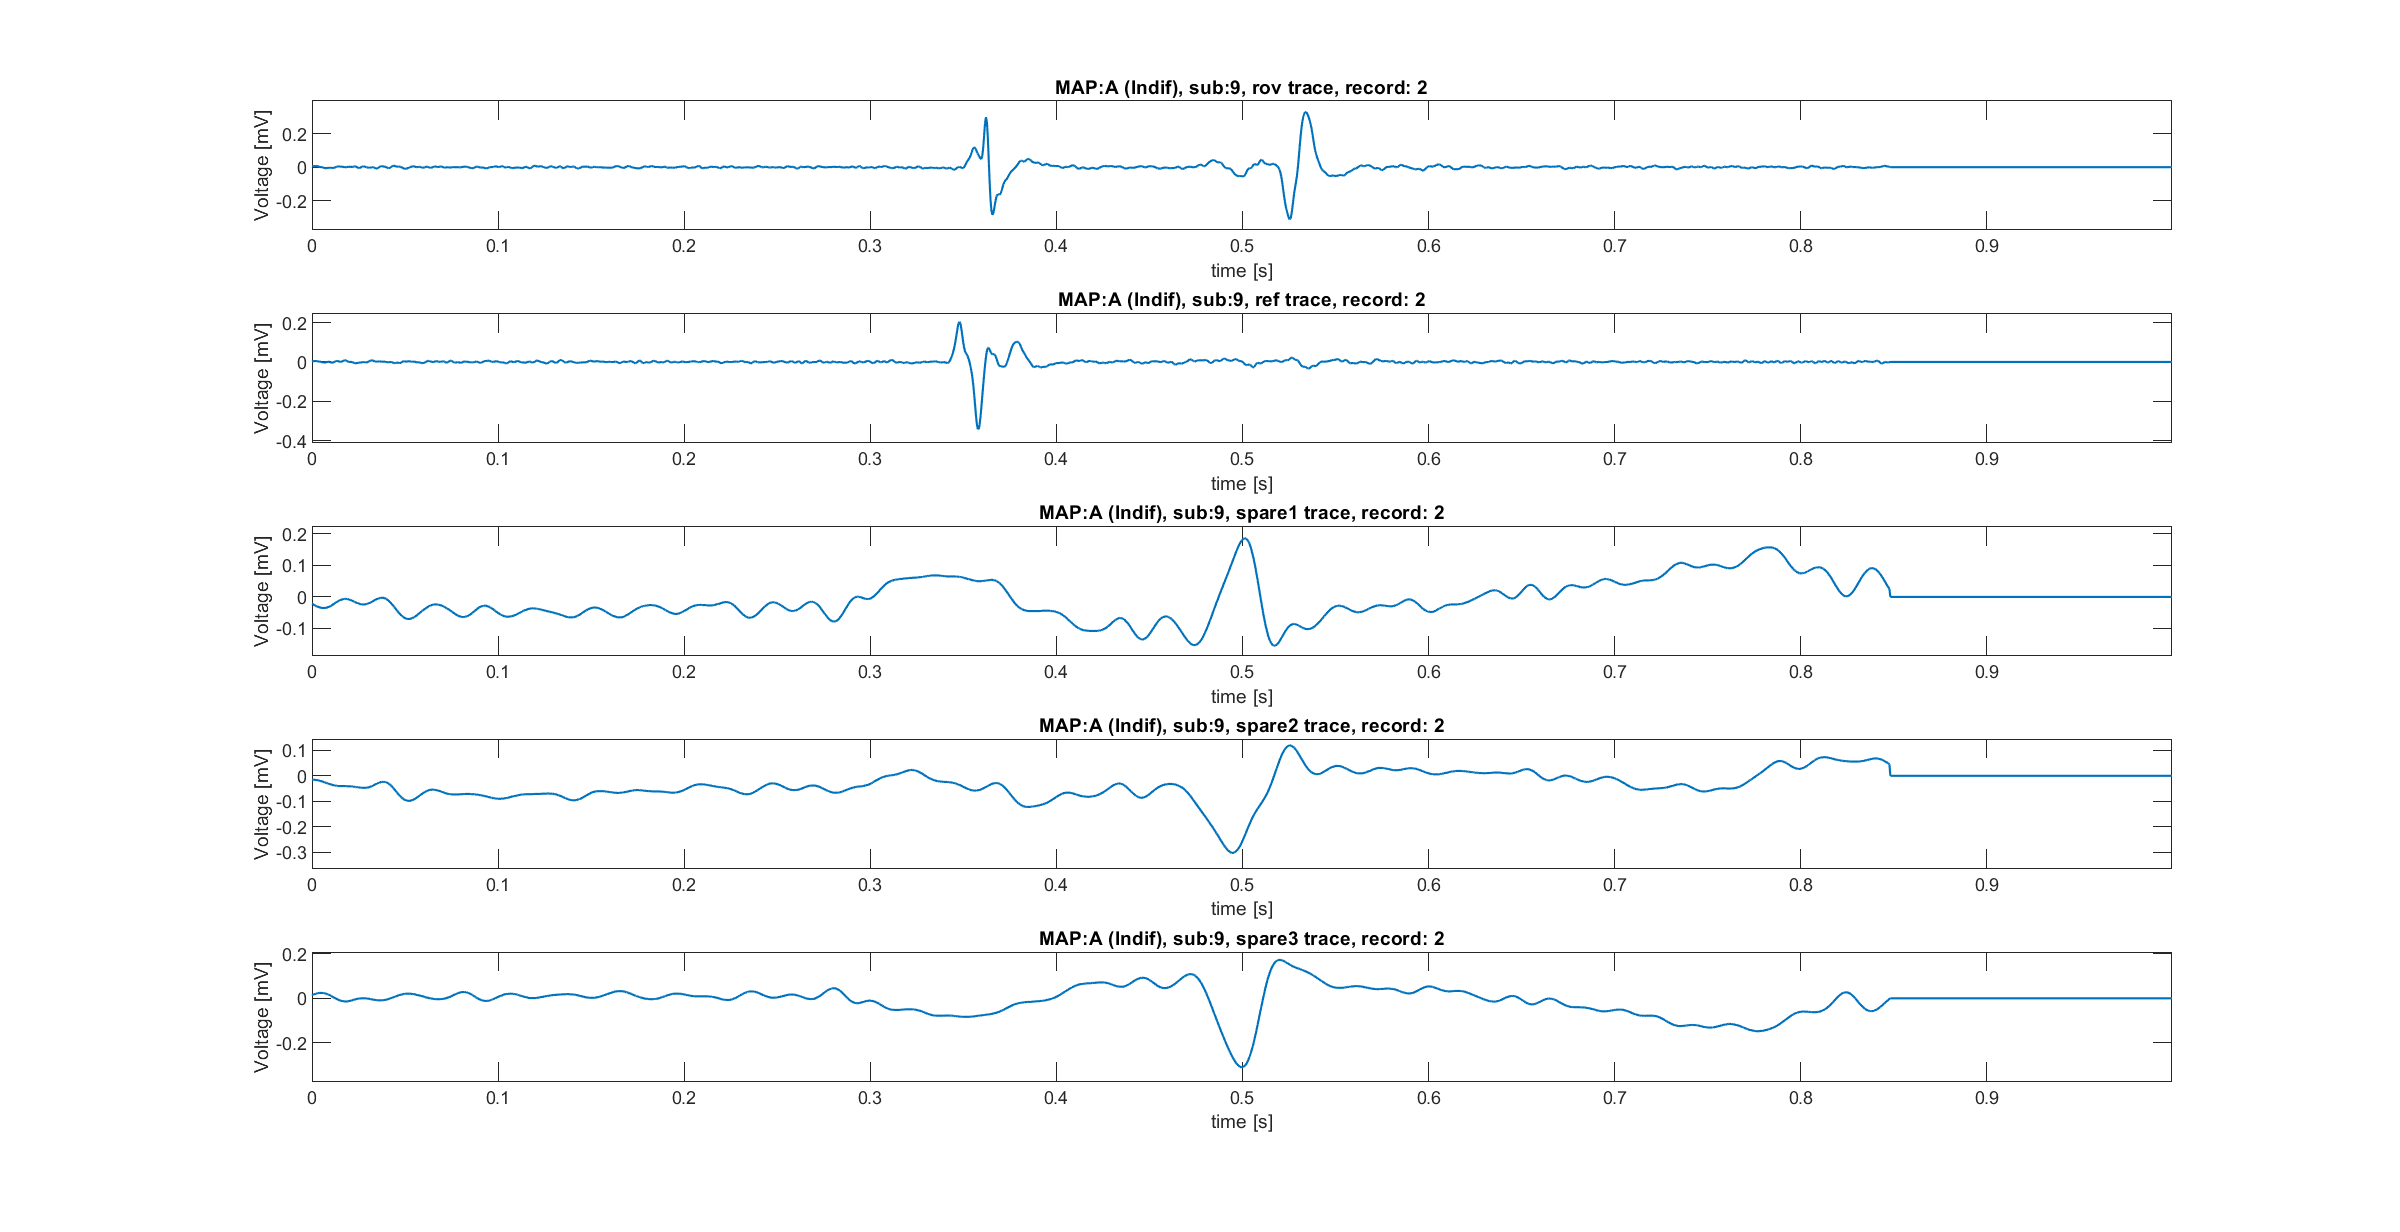 MAP:A (Indif), sub:9, rov trace, record: 2
Voltage [mV]
0.2
0
-0.2
0 0.1 0.2 0.3 0.4 0.5 0.6 0.7 0.8 0.9
time [s]
MAP:A (Indif), sub:9, ref trace, record: 2
Voltage [mV]
0.2
0
-0.2
-0.4
0 0.1 0.2 0.3 0.4 0.5 0.6 0.7 0.8 0.9
time [s]
MAP:A (Indif), sub:9, spare1 trace, record: 2
Voltage [mV]
0.2
0.1
0
-0.1
0 0.1 0.2 0.3 0.4 0.5 0.6 0.7 0.8 0.9
time [s]
MAP:A (Indif), sub:9, spare2 trace, record: 2
Voltage [mV]
0.1
0
-0.1
-0.2
-0.3
0 0.1 0.2 0.3 0.4 0.5 0.6 0.7 0.8 0.9
time [s]
MAP:A (Indif), sub:9, spare3 trace, record: 2
Voltage [mV]
0.2
0
-0.2
0 0.1 0.2 0.3 0.4 0.5 0.6 0.7 0.8 0.9
time [s]